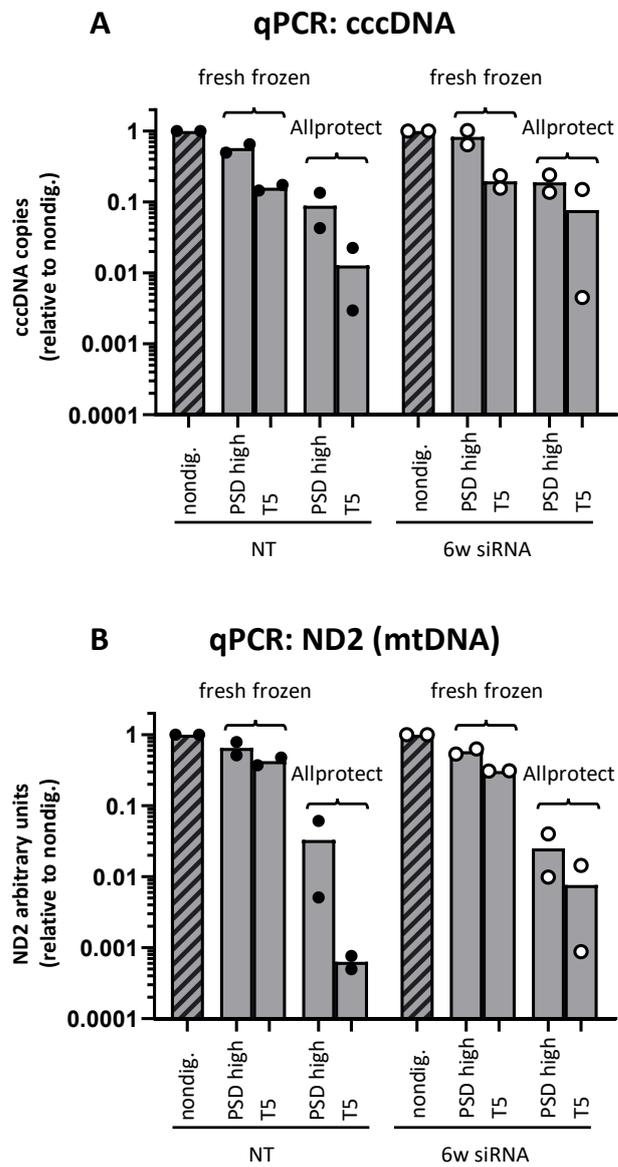 A qPCR: cccDNA
fresh frozen fresh frozen
Allprotect Allprotect
cccDNA copies
(relative to nondig.)
1
0.1
0.01
0.001
0.0001
nondig. PSD high T5 PSD high T5 nondig. PSD high T5 PSD high T5
NT 6w siRNA
B qPCR: ND2 (mtDNA)
fresh frozen fresh frozen
Allprotect Allprotect
ND2 arbitrary units
(relative to nondig.)
1
0.1
0.01
0.001
0.0001
nondig. PSD high T5 PSD high T5 nondig. PSD high T5 PSD high T5
NT 6w siRNA